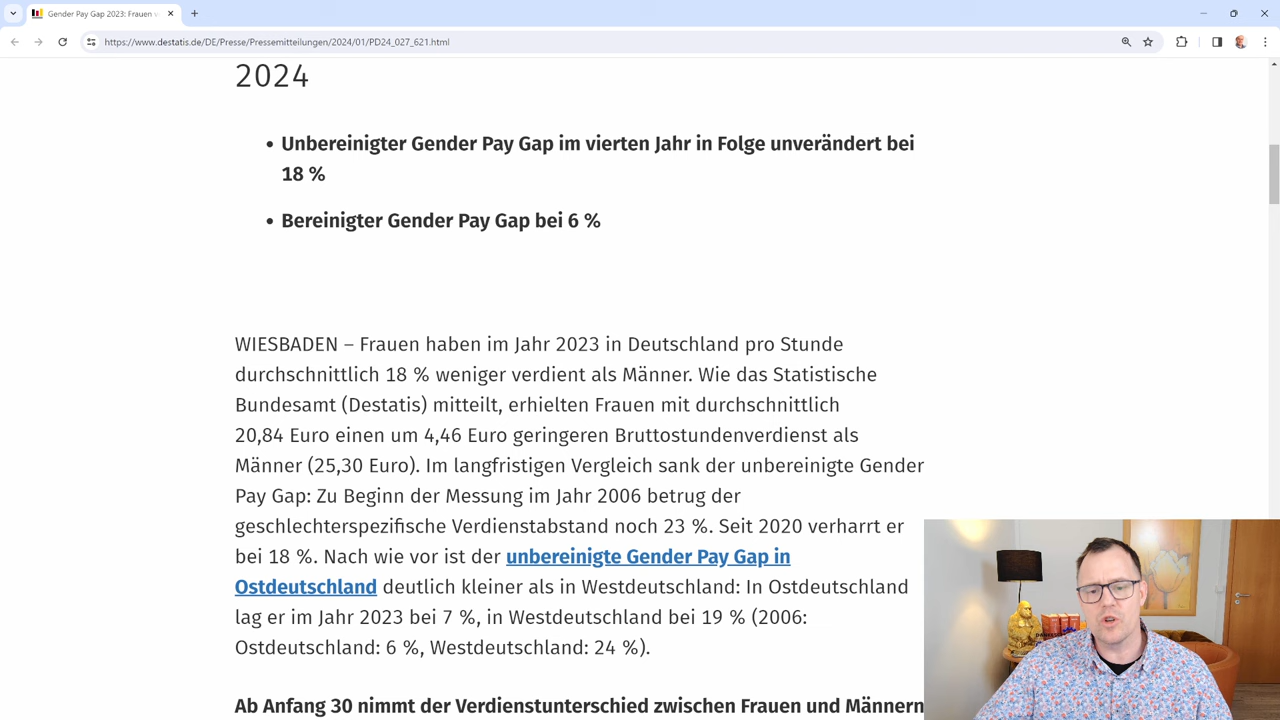 Gender Pay Gap 2023: Frauen v
https://www.destatis.de/DE/Presse/Pressemitteilungen/2024/01/PD24_027_621.html
2024
• Unbereinigter Gender Pay Gap im vierten Jahr in Folge unverändert bei
18 %
• Bereinigter Gender Pay Gap bei 6 %
WIESBADEN – Frauen haben im Jahr 2023 in Deutschland pro Stunde
durchschnittlich 18 % weniger verdient als Männer. Wie das Statistische
Bundesamt (Destatis) mitteilt, erhielten Frauen mit durchschnittlich
20,84 Euro einen um 4,46 Euro geringeren Bruttostundenverdienst als
Männer (25,30 Euro). Im langfristigen Vergleich sank der unbereinigte Gender
Pay Gap: Zu Beginn der Messung im Jahr 2006 betrug der
geschlechterspezifische Verdienstabstand noch 23 %. Seit 2020 verharrt er
bei 18 %. Nach wie vor ist der unbereinigte Gender Pay Gap in
Ostdeutschland deutlich kleiner als in Westdeutschland: In Ostdeutschland
lag er im Jahr 2023 bei 7 %, in Westdeutschland bei 19 % (2006:
Ostdeutschland: 6 %, Westdeutschland: 24 %).
Ab Anfang 30 nimmt der Verdienstunterschied zwischen Frauen und Männern